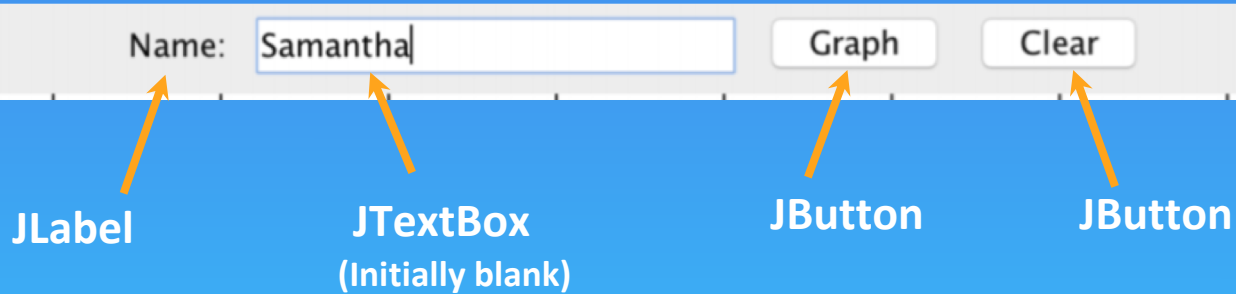 Name: Samantha Graph Clear
JLabel JTextBox JButton JButton
(Initially blank)